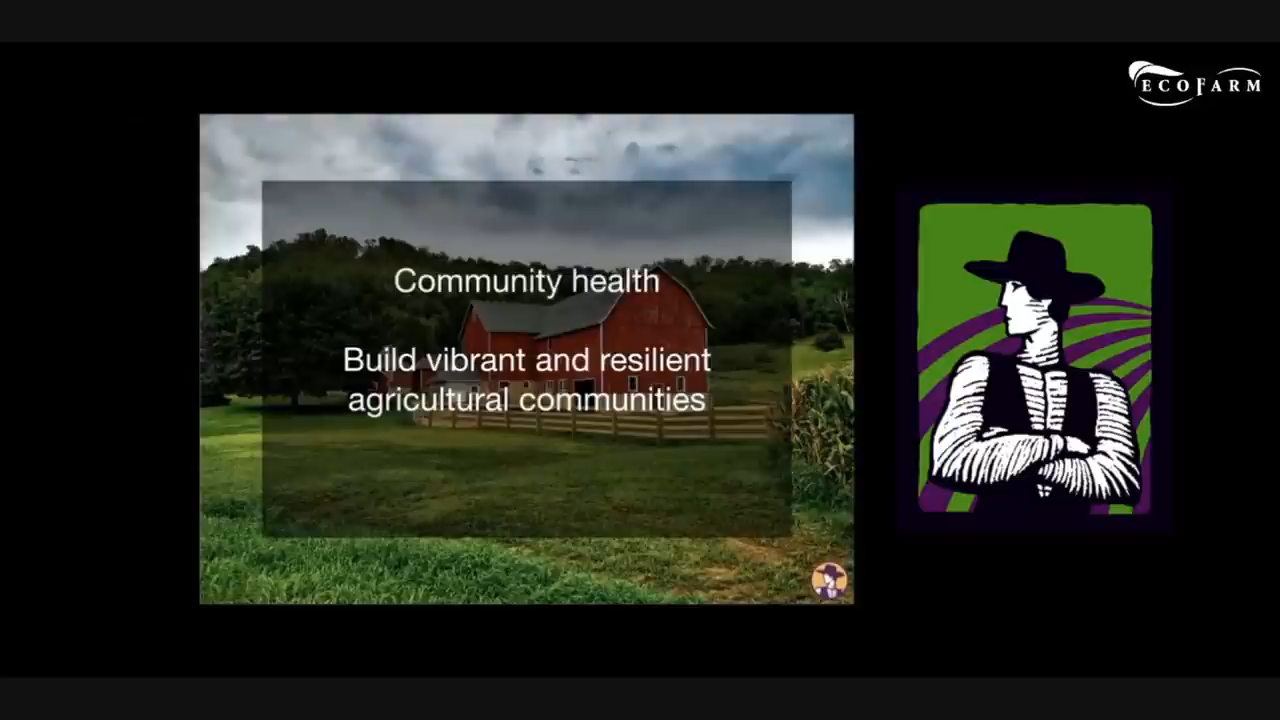 ECOFARM
Community health
Build vibrant and resilient
agricultural communities